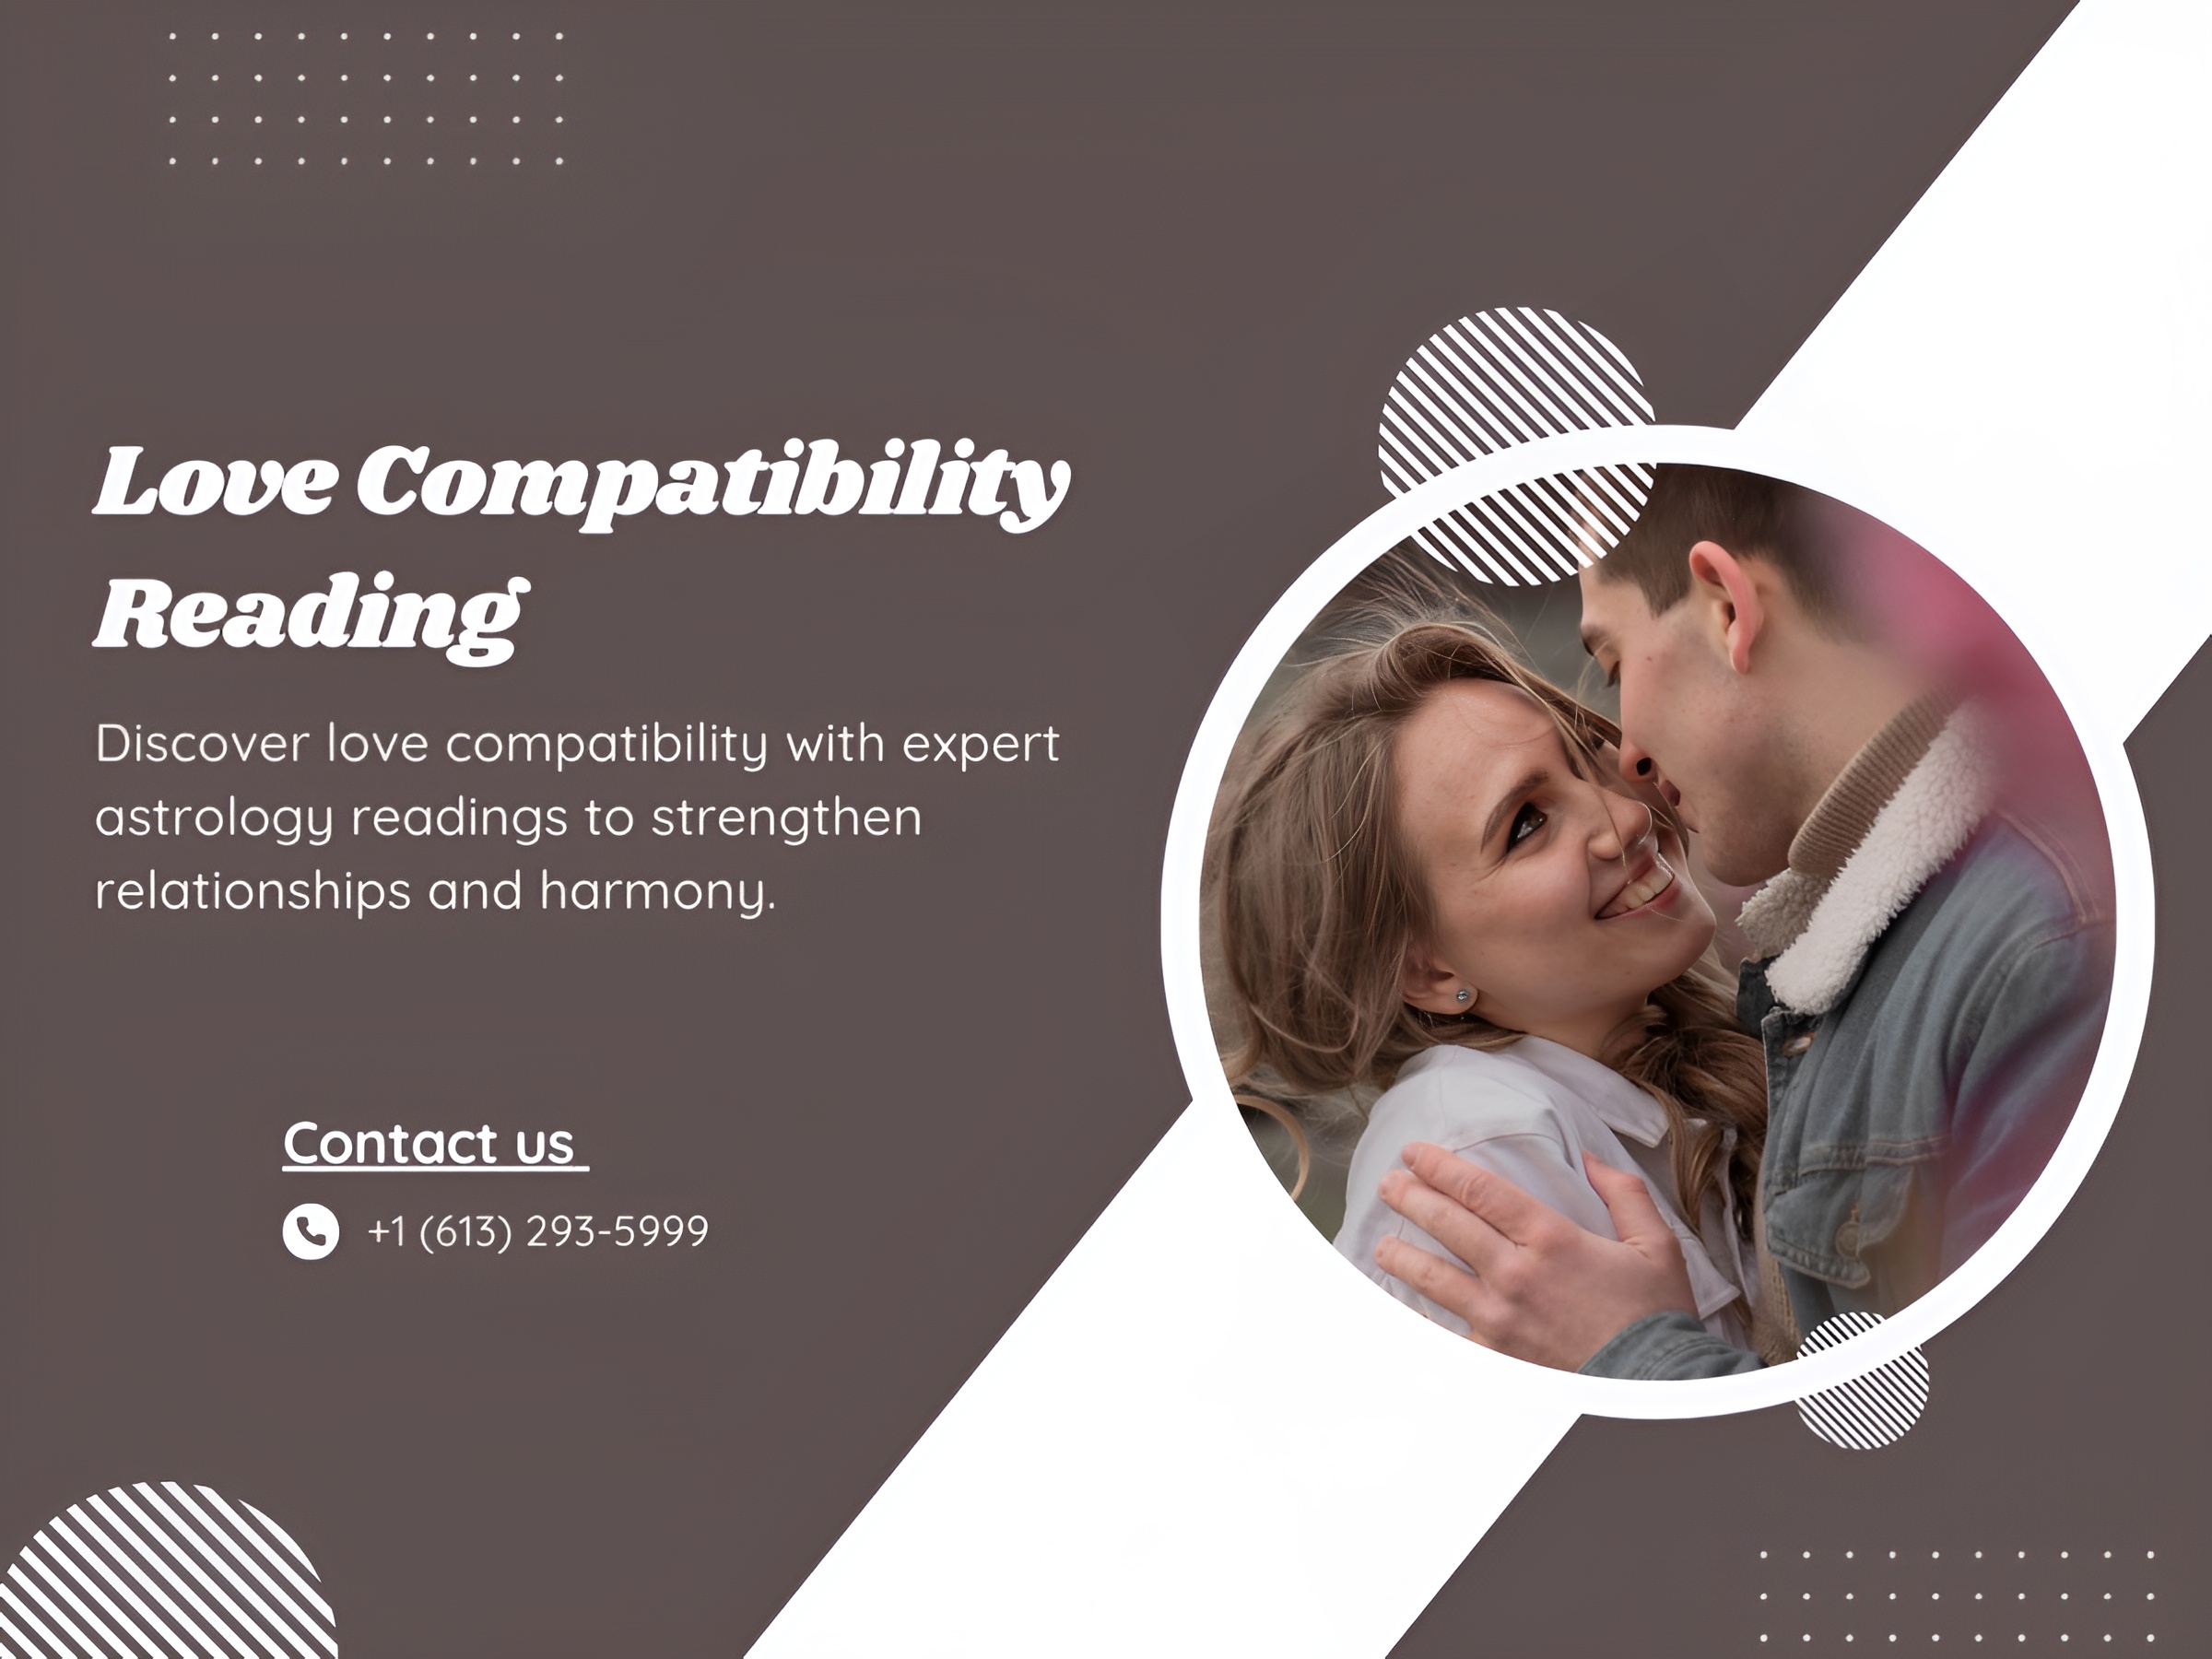 Love Compatibility
Reading
Discover love compatibility with expert
astrology readings to strengthen
relationships and harmony.
Contact us
+1 (613) 293-5999